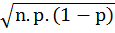 √n.p.(1 − p)